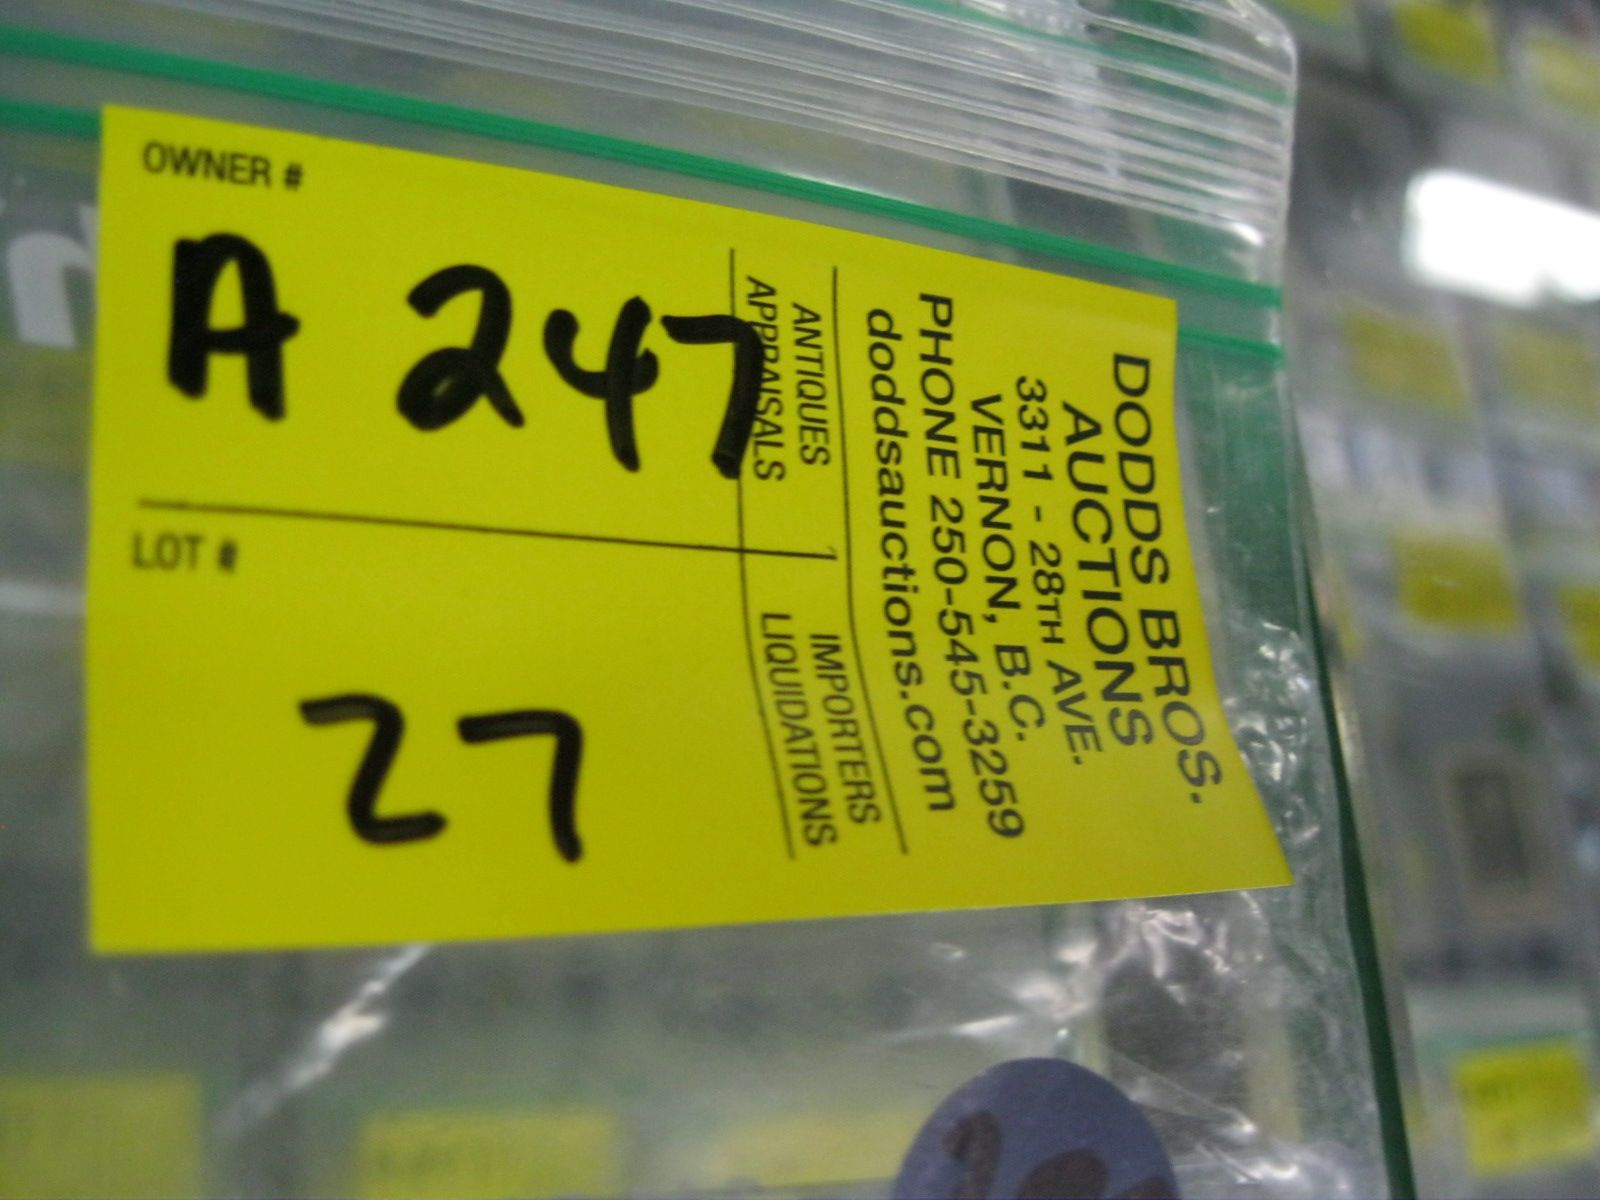 OWNER #
A 247
LOT #
27
DODDS BROS.
AUCTIONS
3311 - 28TH AVE.
VERNON, B.C.
PHONE 250-545-3259
doddsauctions.com
ANTIQUES
APPRAISALS
IMPORTERS
LIQUIDATIONS